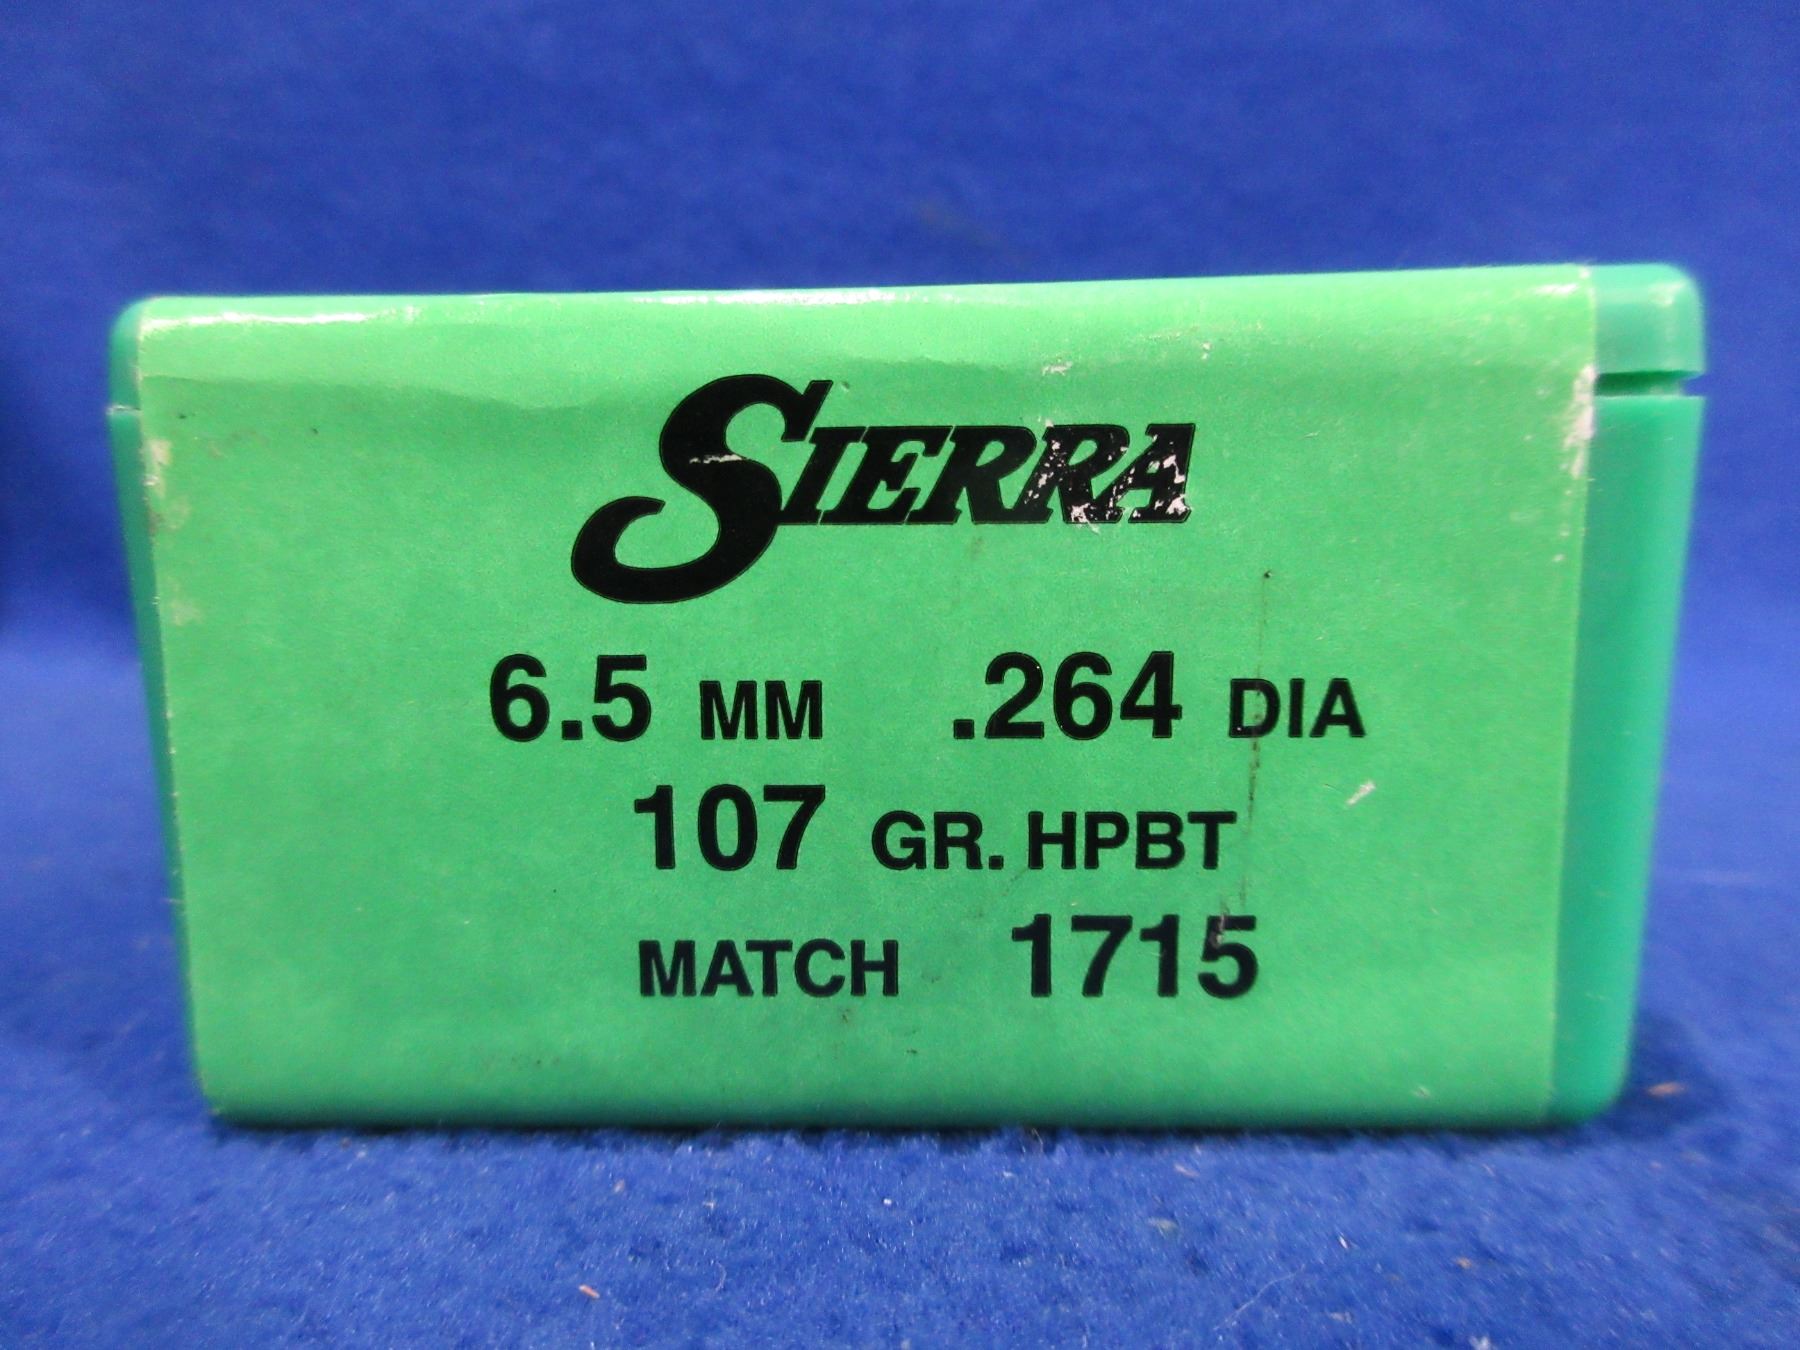 SIERRA
6.5 MM .264 DIA
107 GR. HPBT
MATCH 1715